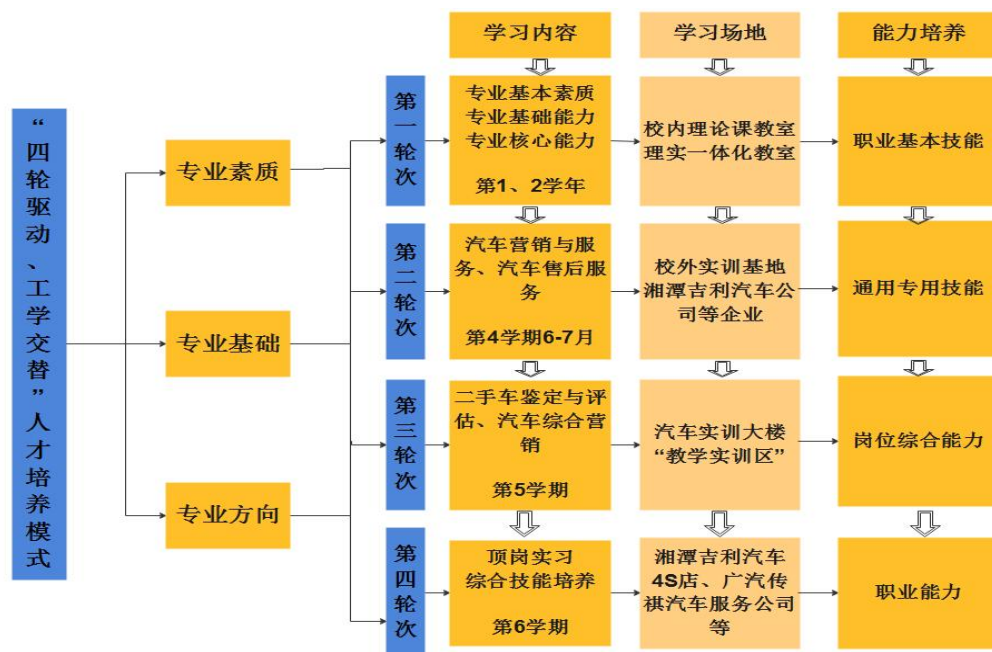 学习内容
学习场地
能力培养
“四轮驱动、工学交替”人才培养模式
专业素质
专业基础
专业方向
第一轮次
专业基本素质
专业基础能力
专业核心能力
第1、2学年
校内理论课教室
理实一体化教室
职业基本技能
第二轮次
汽车营销与服
务、汽车售后服
务
第4学期6-7月
校外实训基地
湘潭吉利汽车公
司等企业
通用专用技能
第三轮次
二手车鉴定与评
估、汽车综合营
销
第5学期
汽车实训大楼
“教学实训区”
岗位综合能力
第四轮次
顶岗实习
综合技能培养
第6学期
湘潭吉利汽车
4S店、广汽传
祺汽车服务公司
等
职业能力